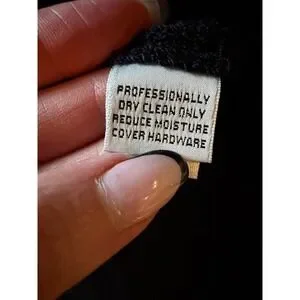 PROFESSIONALLY
DRY CLEAN ONLY
REDUCE MOISTURE
COVER HARDWARE